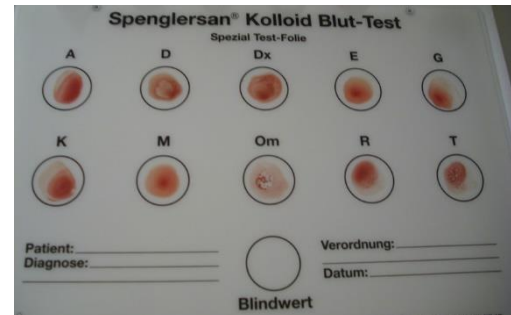 Spenglersan® Kolloid Blut-Test
Spezial Test-Folie
A D Dx E G
K M Om R T
Patient:
Diagnose:
Verordnung:
Datum:
Blindwert